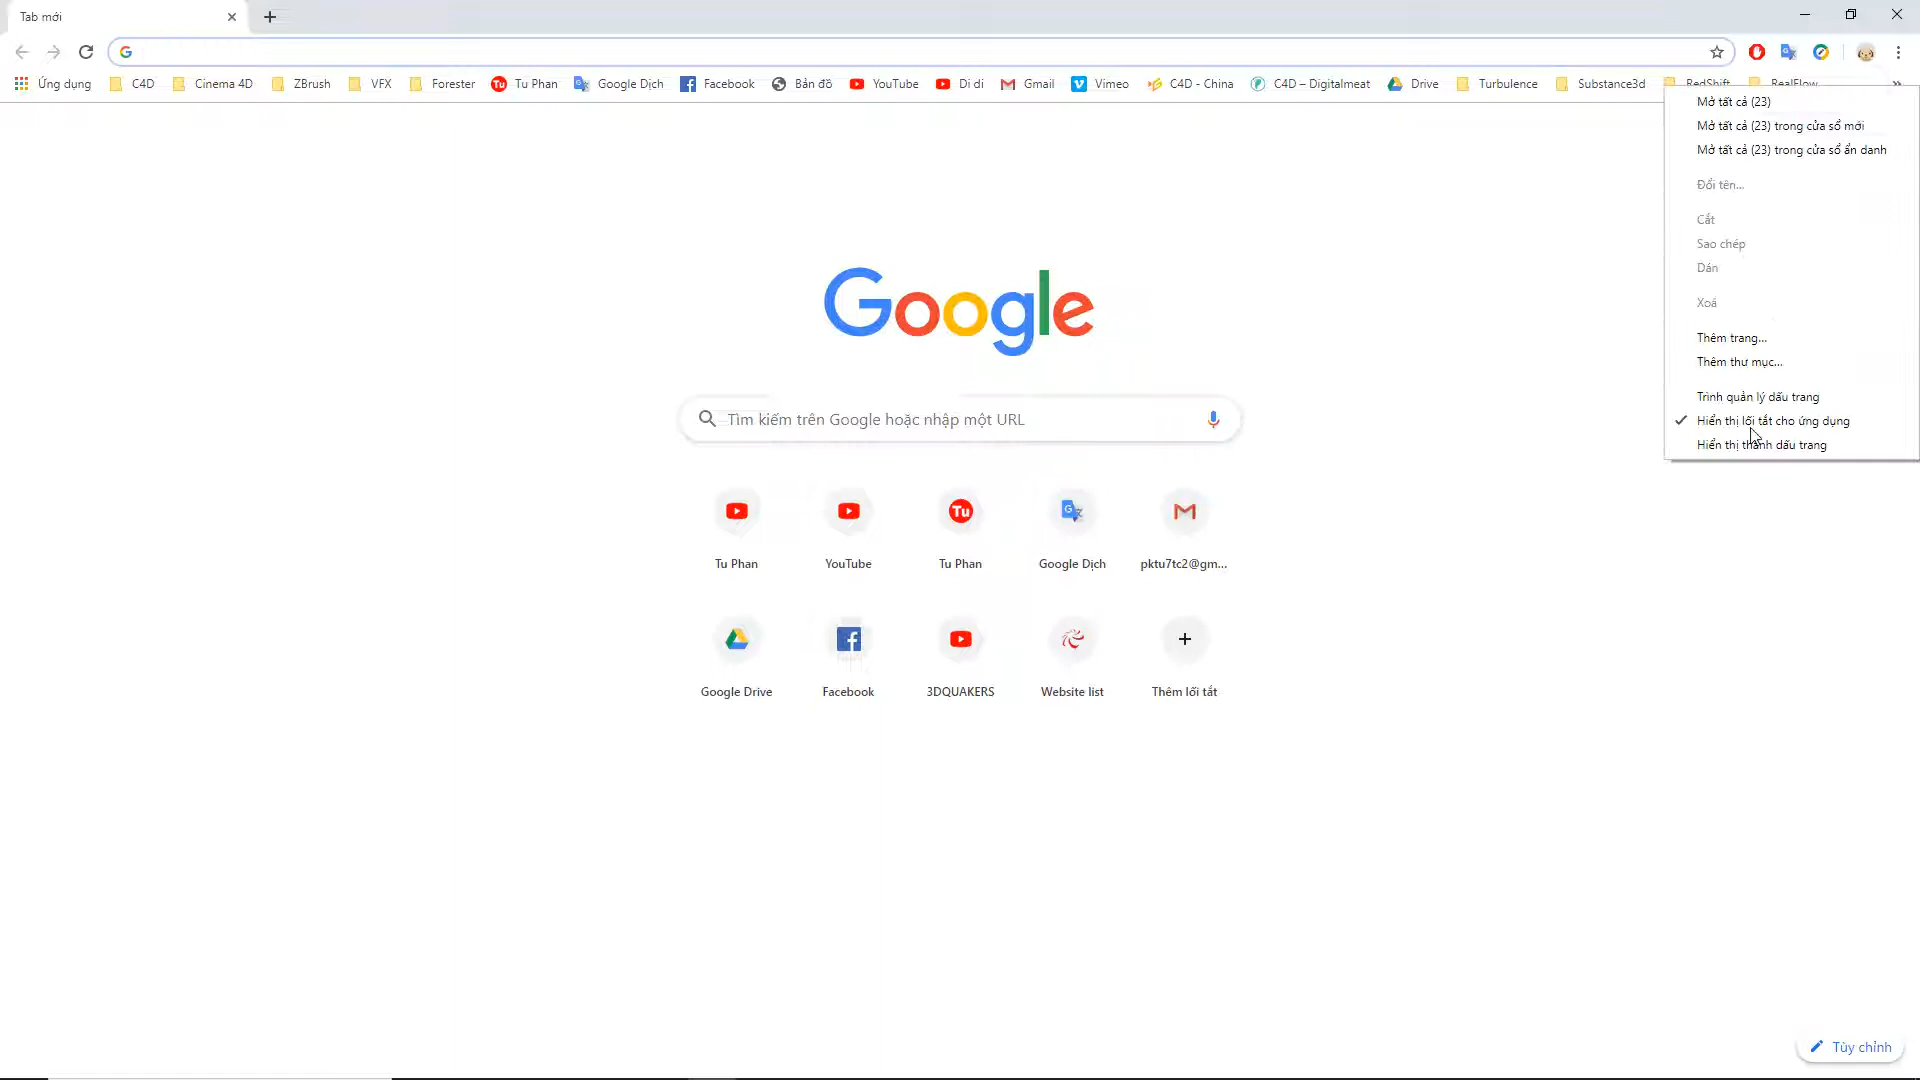 Tab mới
Ứng dụng C4D Cinema 4D ZBrush VFX Forester Tu Phan Google Dịch Facebook Bản đồ YouTube Di di Gmail Vimeo C4D - China C4D – Digitalmeat Drive Turbulence Substance3d RedShift RealFlow »
Mở tất cả (23)
Mở tất cả (23) trong cửa sổ mới
Mở tất cả (23) trong cửa sổ ẩn danh
Đổi tên...
Cắt
Sao chép
Dán
Xoá
Thêm trang...
Thêm thư mục...
Trình quản lý dấu trang
Hiển thị lối tắt cho ứng dụng
Hiển thị thanh dấu trang
Google
Tìm kiếm trên Google hoặc nhập một URL
Tu
Tu Phan YouTube Tu Phan Google Dịch pktu7tc2@gm...
Google Drive Facebook 3DQUAKERS Website list Thêm lối tắt
Tùy chỉnh